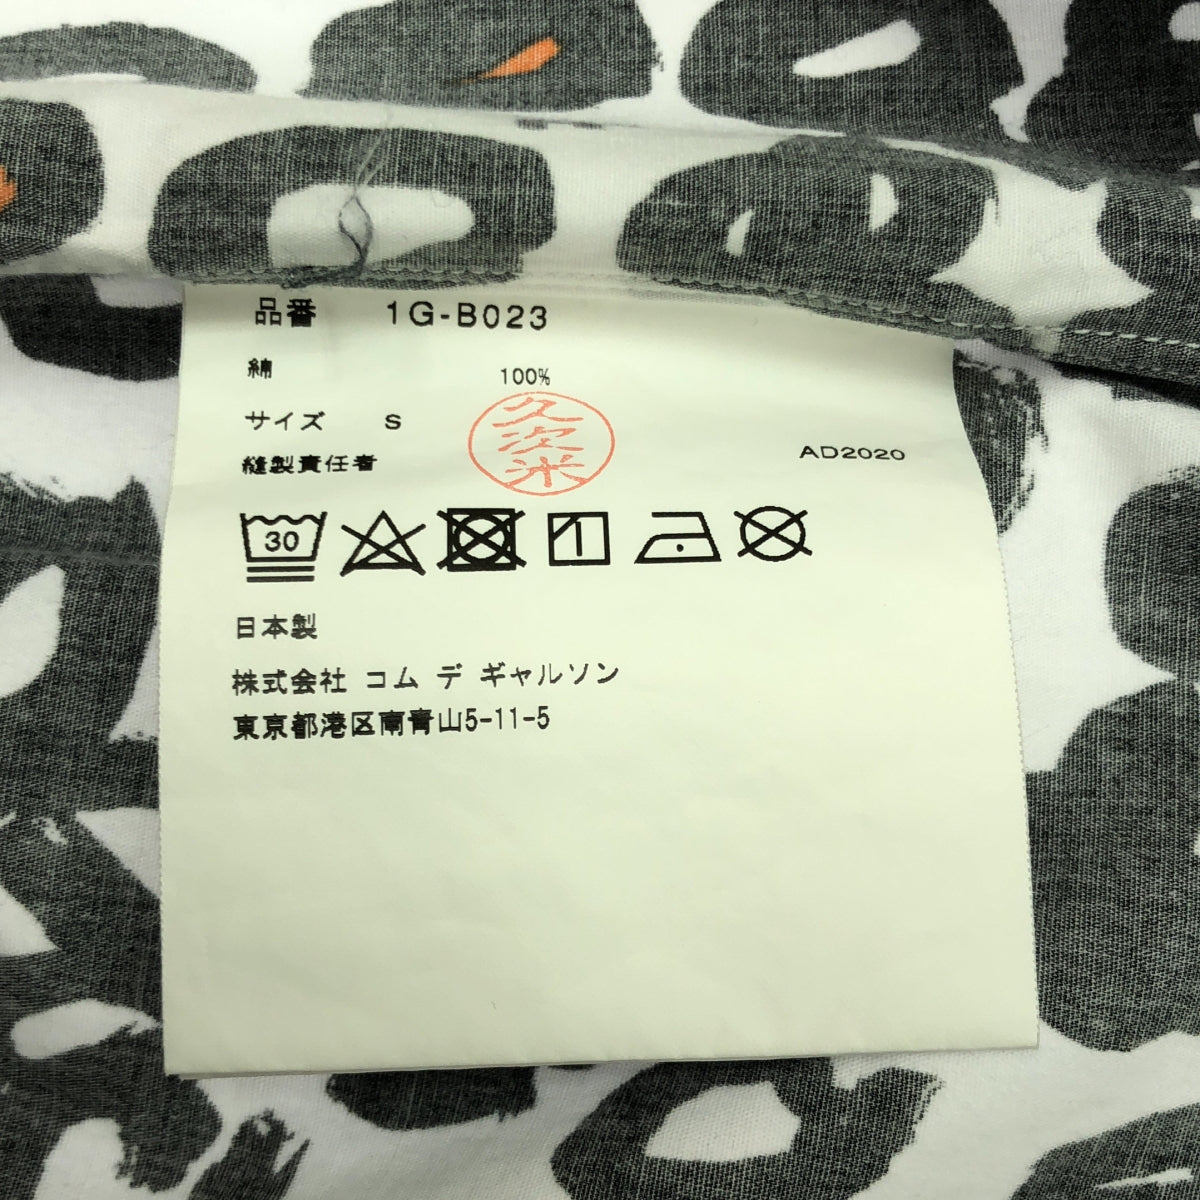 品番 1G-B023
綿 100%
サイズ S
縫製責任者 久次米 AD2020
30
日本製
株式会社 コム デ ギャルソン
東京都港区南青山5-11-5